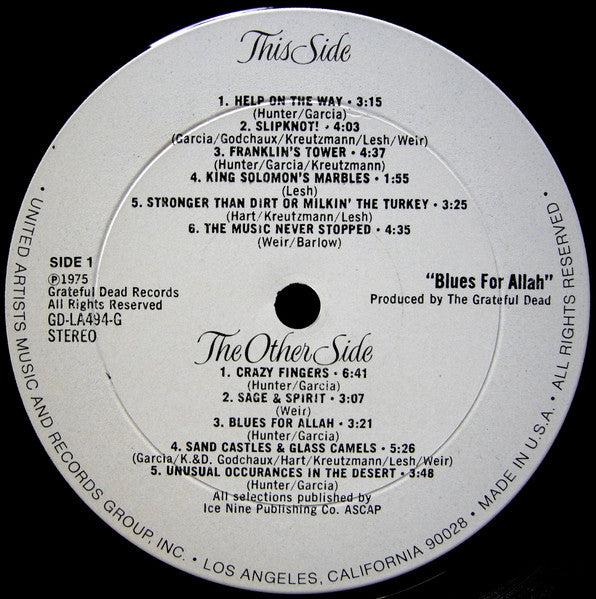 This Side
1. HELP ON THE WAY • 3:15
(Hunter/Garcia)
2. SLIPKNOT! • 4:03
(Garcia/Godchaux/Kreutzmann/Lesh/Weir)
3. FRANKLIN'S TOWER • 4:37
(Hunter/Garcia/Kreutzmann)
4. KING SOLOMON'S MARBLES • 1:55
(Lesh)
5. STRONGER THAN DIRT OR MILKIN' THE TURKEY • 3:25
(Hart/Kreutzmann/Lesh)
6. THE MUSIC NEVER STOPPED • 4:35
(Weir/Barlow)
SIDE 1
℗1975
Grateful Dead Records
All Rights Reserved
GD-LA494-G
STEREO
"Blues For Allah"
Produced by The Grateful Dead
The Other Side
1. CRAZY FINGERS • 6:41
(Hunter/Garcia)
2. SAGE & SPIRIT • 3:07
(Weir)
3. BLUES FOR ALLAH • 3:21
(Hunter/Garcia)
4. SAND CASTLES & GLASS CAMELS • 5:26
(Garcia/K.&D. Godchaux/Hart/Kreutzmann/Lesh/Weir)
5. UNUSUAL OCCURANCES IN THE DESERT • 3:48
(Hunter/Garcia)
All selections published by
Ice Nine Publishing Co. ASCAP
• UNITED ARTISTS MUSIC AND RECORDS GROUP, INC. • LOS ANGELES, CALIFORNIA 90028 • MADE IN U.S.A. • ALL RIGHTS RESERVED •